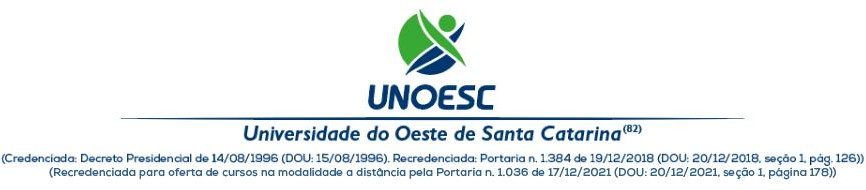 UNOESC
Universidade do Oeste de Santa Catarina(82)
(Credenciada: Decreto Presidencial de 14/08/1996 (DOU: 15/08/1996). Recredenciada: Portaria n. 1.384 de 19/12/2018 (DOU: 20/12/2018, seção 1, pág. 126))
(Recredenciada para oferta de cursos na modalidade a distância pela Portaria n. 1.036 de 17/12/2021 (DOU: 20/12/2021, seção 1, página 178))